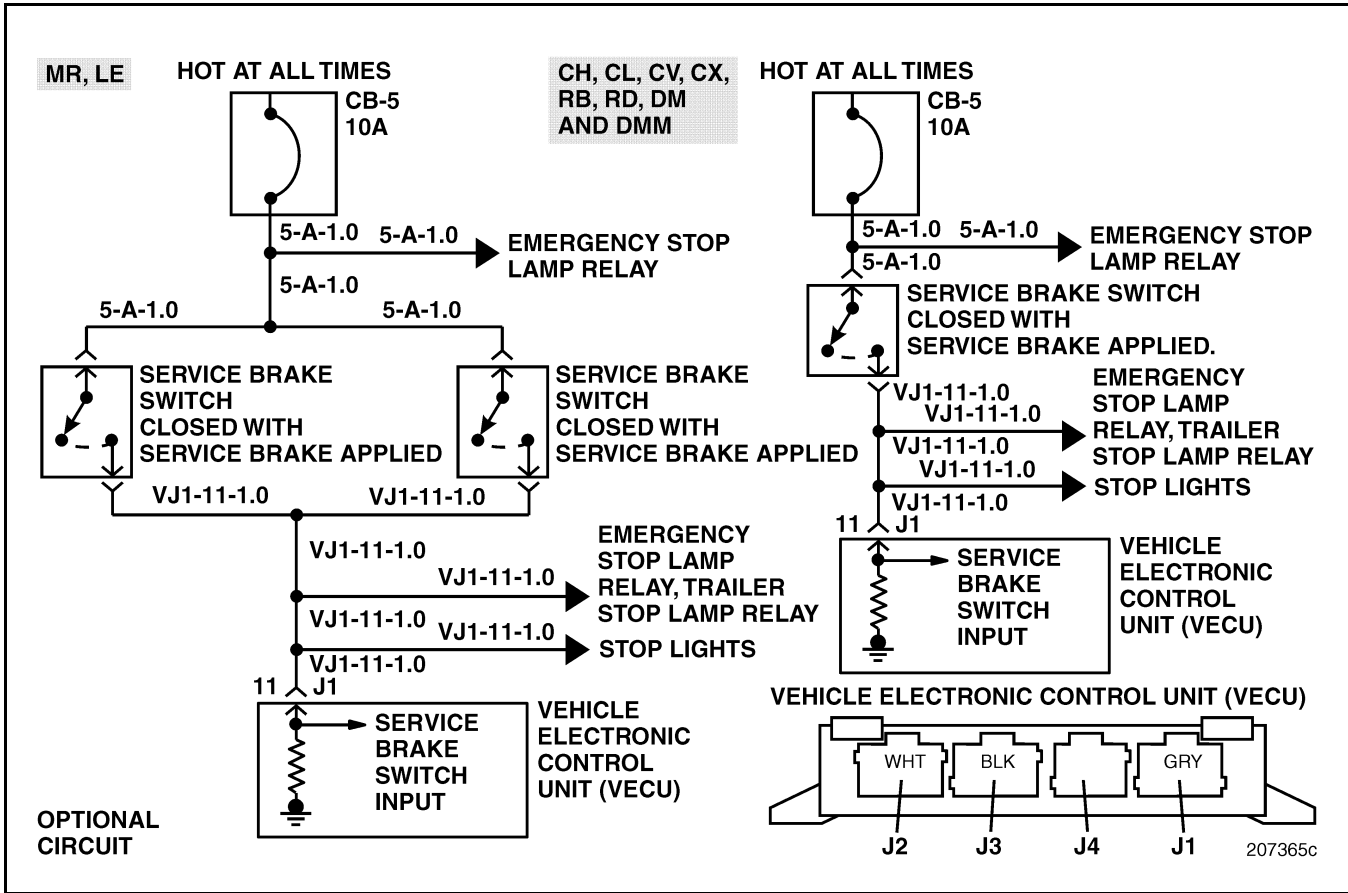 MR, LE
HOT AT ALL TIMES
CB-5
10A
5-A-1.0
5-A-1.0
EMERGENCY STOP
LAMP RELAY
5-A-1.0
5-A-1.0
5-A-1.0
SERVICE BRAKE
SWITCH
CLOSED WITH
SERVICE BRAKE APPLIED
SERVICE BRAKE
SWITCH
CLOSED WITH
SERVICE BRAKE APPLIED
VJ1-11-1.0
VJ1-11-1.0
VJ1-11-1.0
VJ1-11-1.0
EMERGENCY
STOP LAMP
RELAY, TRAILER
STOP LAMP RELAY
VJ1-11-1.0
VJ1-11-1.0
STOP LIGHTS
VJ1-11-1.0
11 J1
SERVICE
BRAKE
SWITCH
INPUT
VEHICLE
ELECTRONIC
CONTROL
UNIT (VECU)
OPTIONAL
CIRCUIT
CH, CL, CV, CX,
RB, RD, DM
AND DMM
HOT AT ALL TIMES
CB-5
10A
5-A-1.0
5-A-1.0
EMERGENCY STOP
LAMP RELAY
5-A-1.0
SERVICE BRAKE SWITCH
CLOSED WITH
SERVICE BRAKE APPLIED.
VJ1-11-1.0
VJ1-11-1.0
EMERGENCY
STOP LAMP
RELAY, TRAILER
STOP LAMP RELAY
VJ1-11-1.0
VJ1-11-1.0
STOP LIGHTS
VJ1-11-1.0
11 J1
SERVICE
BRAKE
SWITCH
INPUT
VEHICLE
ELECTRONIC
CONTROL
UNIT (VECU)
VEHICLE ELECTRONIC CONTROL UNIT (VECU)
WHT BLK GRY
J2 J3 J4 J1
207365c